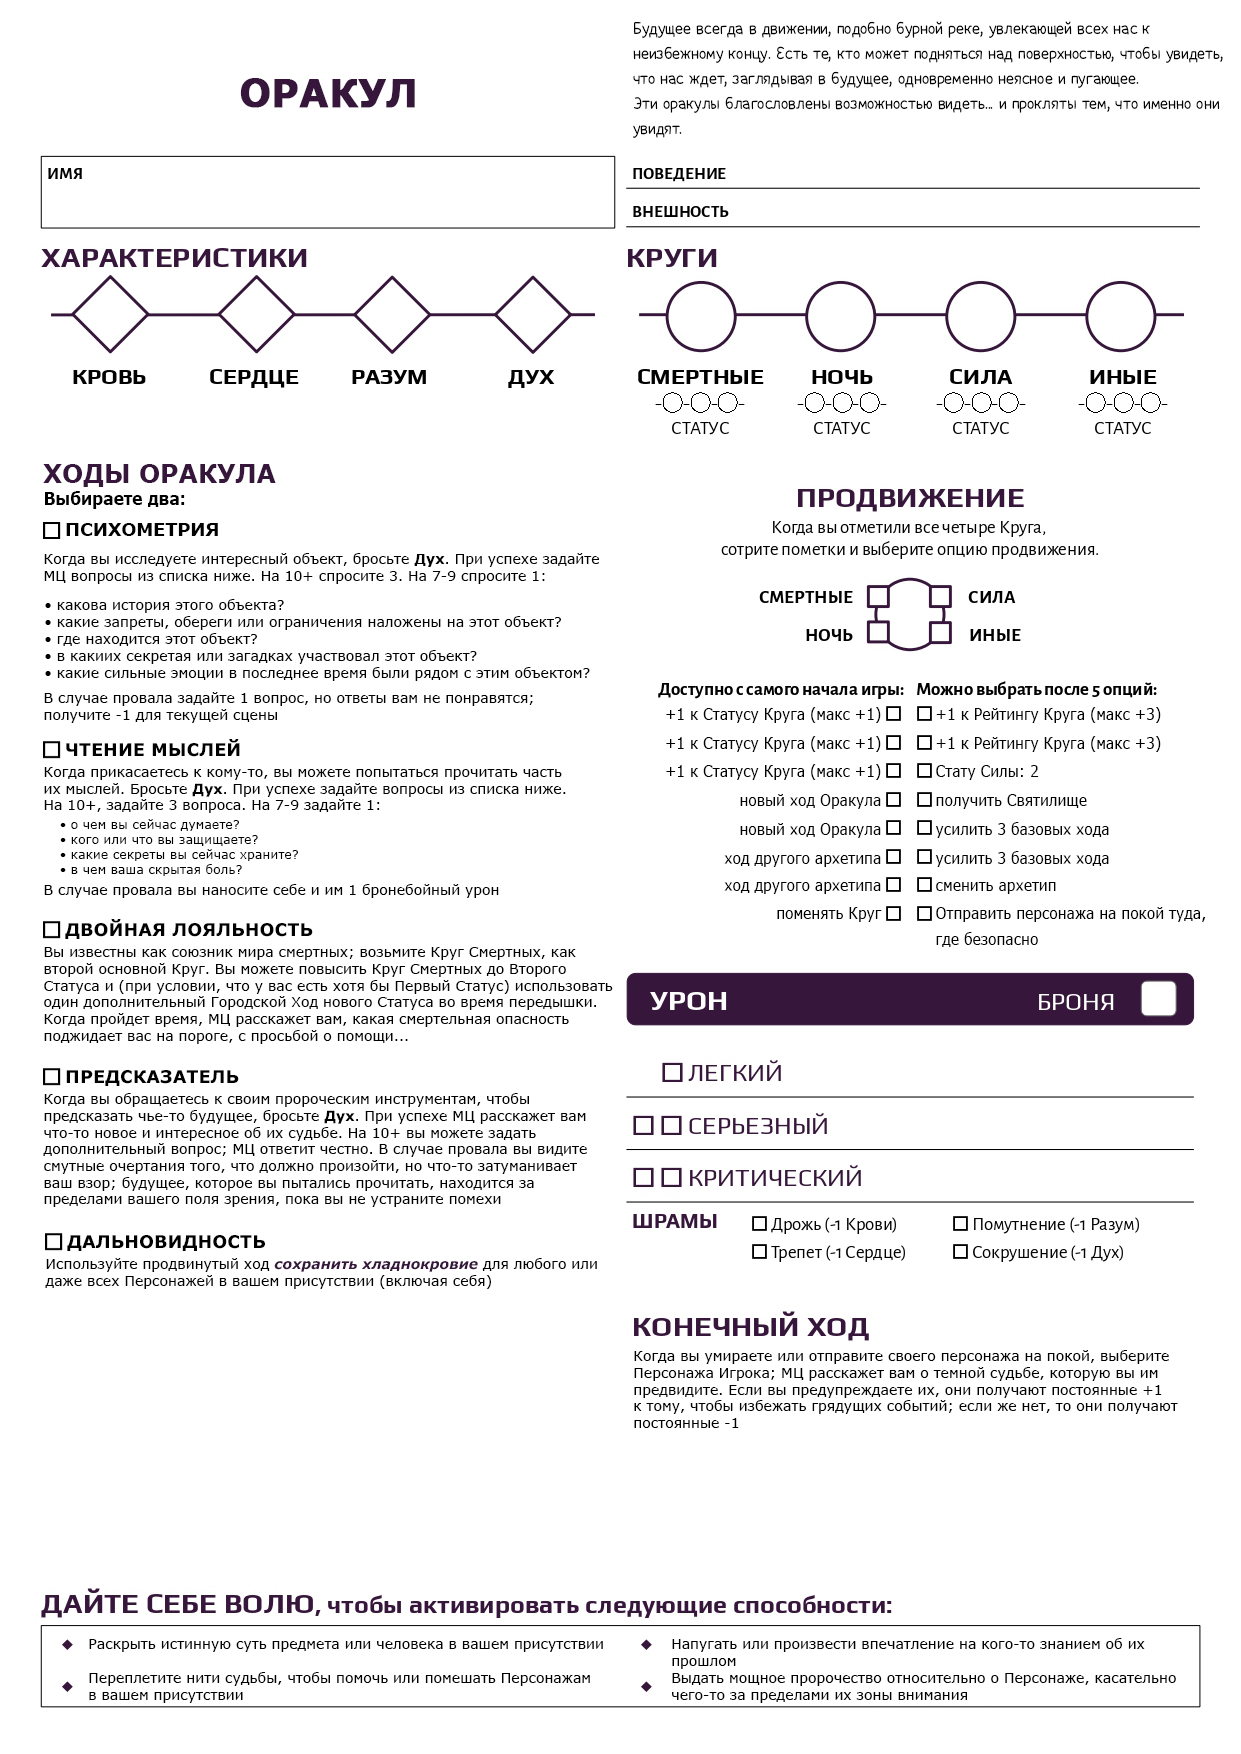 ОРАКУЛ
Будущее всегда в движении, подобно бурной реке, увлекающей всех нас к
неизбежному концу. Есть те, кто может подняться над поверхностью, чтобы увидеть,
что нас ждет, заглядывая в будущее, одновременно неясное и пугающее.
Эти оракулы благословлены возможностью видеть... и прокляты тем, что именно они
увидят.
ИМЯ
ПОВЕДЕНИЕ
ВНЕШНОСТЬ
ХАРАКТЕРИСТИКИ
КРОВЬ СЕРДЦЕ РАЗУМ ДУХ
КРУГИ
СМЕРТНЫЕ НОЧЬ СИЛА ИНЫЕ
СТАТУС СТАТУС СТАТУС СТАТУС
ХОДЫ ОРАКУЛА
Выбираете два:
ПСИХОМЕТРИЯ
Когда вы исследуете интересный объект, бросьте Дух. При успехе задайте
МЦ вопросы из списка ниже. На 10+ спросите 3. На 7-9 спросите 1:
• какова история этого объекта?
• какие запреты, обереги или ограничения наложены на этот объект?
• где находится этот объект?
• в какиих секретая или загадках участвовал этот объект?
• какие сильные эмоции в последнее время были рядом с этим объектом?
В случае провала задайте 1 вопрос, но ответы вам не понравятся;
получите -1 для текущей сцены
ЧТЕНИЕ МЫСЛЕЙ
Когда прикасаетесь к кому-то, вы можете попытаться прочитать часть
их мыслей. Бросьте Дух. При успехе задайте вопросы из списка ниже.
На 10+, задайте 3 вопроса. На 7-9 задайте 1:
• о чем вы сейчас думаете?
• кого или что вы защищаете?
• какие секреты вы сейчас храните?
• в чем ваша скрытая боль?
В случае провала вы наносите себе и им 1 бронебойный урон
ДВОЙНАЯ ЛОЯЛЬНОСТЬ
Вы известны как союзник мира смертных; возьмите Круг Смертных, как
второй основной Круг. Вы можете повысить Круг Смертных до Второго
Статуса и (при условии, что у вас есть хотя бы Первый Статус) использовать
один дополнительный Городской Ход нового Статуса во время передышки.
Когда пройдет время, МЦ расскажет вам, какая смертельная опасность
поджидает вас на пороге, с просьбой о помощи...
ПРЕДСКАЗАТЕЛЬ
Когда вы обращаетесь к своим пророческим инструментам, чтобы
предсказать чье-то будущее, бросьте Дух. При успехе МЦ расскажет вам
что-то новое и интересное об их судьбе. На 10+ вы можете задать
дополнительный вопрос; МЦ ответит честно. В случае провала вы видите
смутные очертания того, что должно произойти, но что-то затуманивает
ваш взор; будущее, которое вы пытались прочитать, находится за
пределами вашего поля зрения, пока вы не устраните помехи
ДАЛЬНОВИДНОСТЬ
Используйте продвинутый ход сохранить хладнокровие для любого или
даже всех Персонажей в вашем присутствии (включая себя)
ПРОДВИЖЕНИЕ
Когда вы отметили все четыре Круга,
сотрите пометки и выберите опцию продвижения.
СМЕРТНЫЕ СИЛА
НОЧЬ ИНЫЕ
Доступно с самого начала игры: Можно выбрать после 5 опций:
+1 к Статусу Круга (макс +1) +1 к Рейтингу Круга (макс +3)
+1 к Статусу Круга (макс +1) +1 к Рейтингу Круга (макс +3)
+1 к Статусу Круга (макс +1) Стату Силы: 2
новый ход Оракула получить Святилище
новый ход Оракула усилить 3 базовых хода
ход другого архетипа усилить 3 базовых хода
ход другого архетипа сменить архетип
поменять Круг Отправить персонажа на покой туда,
где безопасно
УРОН БРОНЯ
ЛЕГКИЙ
СЕРЬЕЗНЫЙ
КРИТИЧЕСКИЙ
ШРАМЫ Дрожь (-1 Крови) Помутнение (-1 Разум)
Трепет (-1 Сердце) Сокрушение (-1 Дух)
КОНЕЧНЫЙ ХОД
Когда вы умираете или отправите своего персонажа на покой, выберите
Персонажа Игрока; МЦ расскажет вам о темной судьбе, которую вы им
предвидите. Если вы предупреждаете их, они получают постоянные +1
к тому, чтобы избежать грядущих событий; если же нет, то они получают
постоянные -1
ДАЙТЕ СЕБЕ ВОЛЮ, чтобы активировать следующие способности:
◆ Раскрыть истинную суть предмета или человека в вашем присутствии
◆ Переплетите нити судьбы, чтобы помочь или помешать Персонажам
в вашем присутствии
◆ Напугать или произвести впечатление на кого-то знанием об их
прошлом
◆ Выдать мощное пророчество относительно о Персонаже, касательно
чего-то за пределами их зоны внимания